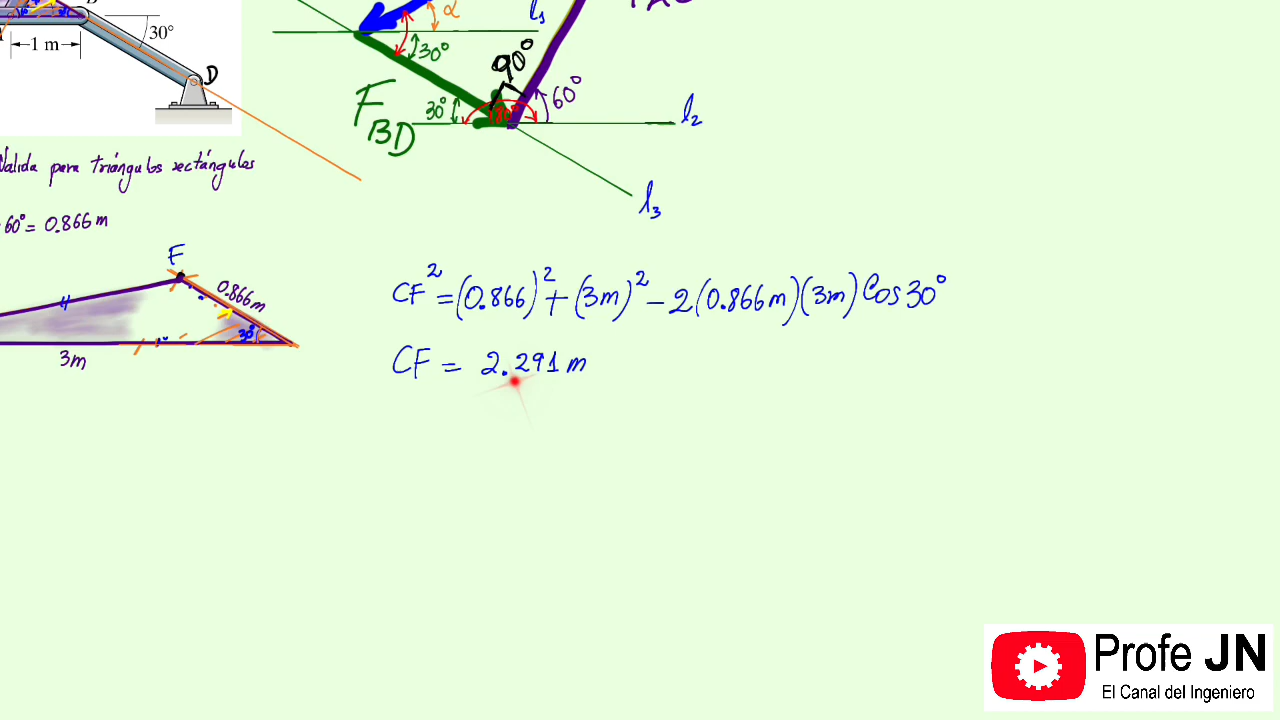 30°
1 m
D
Valida para triángulos rectángulos
60° = 0.866 m
α
l₁
30°
90°
30°
180°
60°
F_BD
l₂
l₃
F
0.866m
30°
3m
CF² = (0.866)² + (3m)² - 2(0.866m)(3m) Cos 30°
CF = 2.291 m
Profe JN
El Canal del Ingeniero